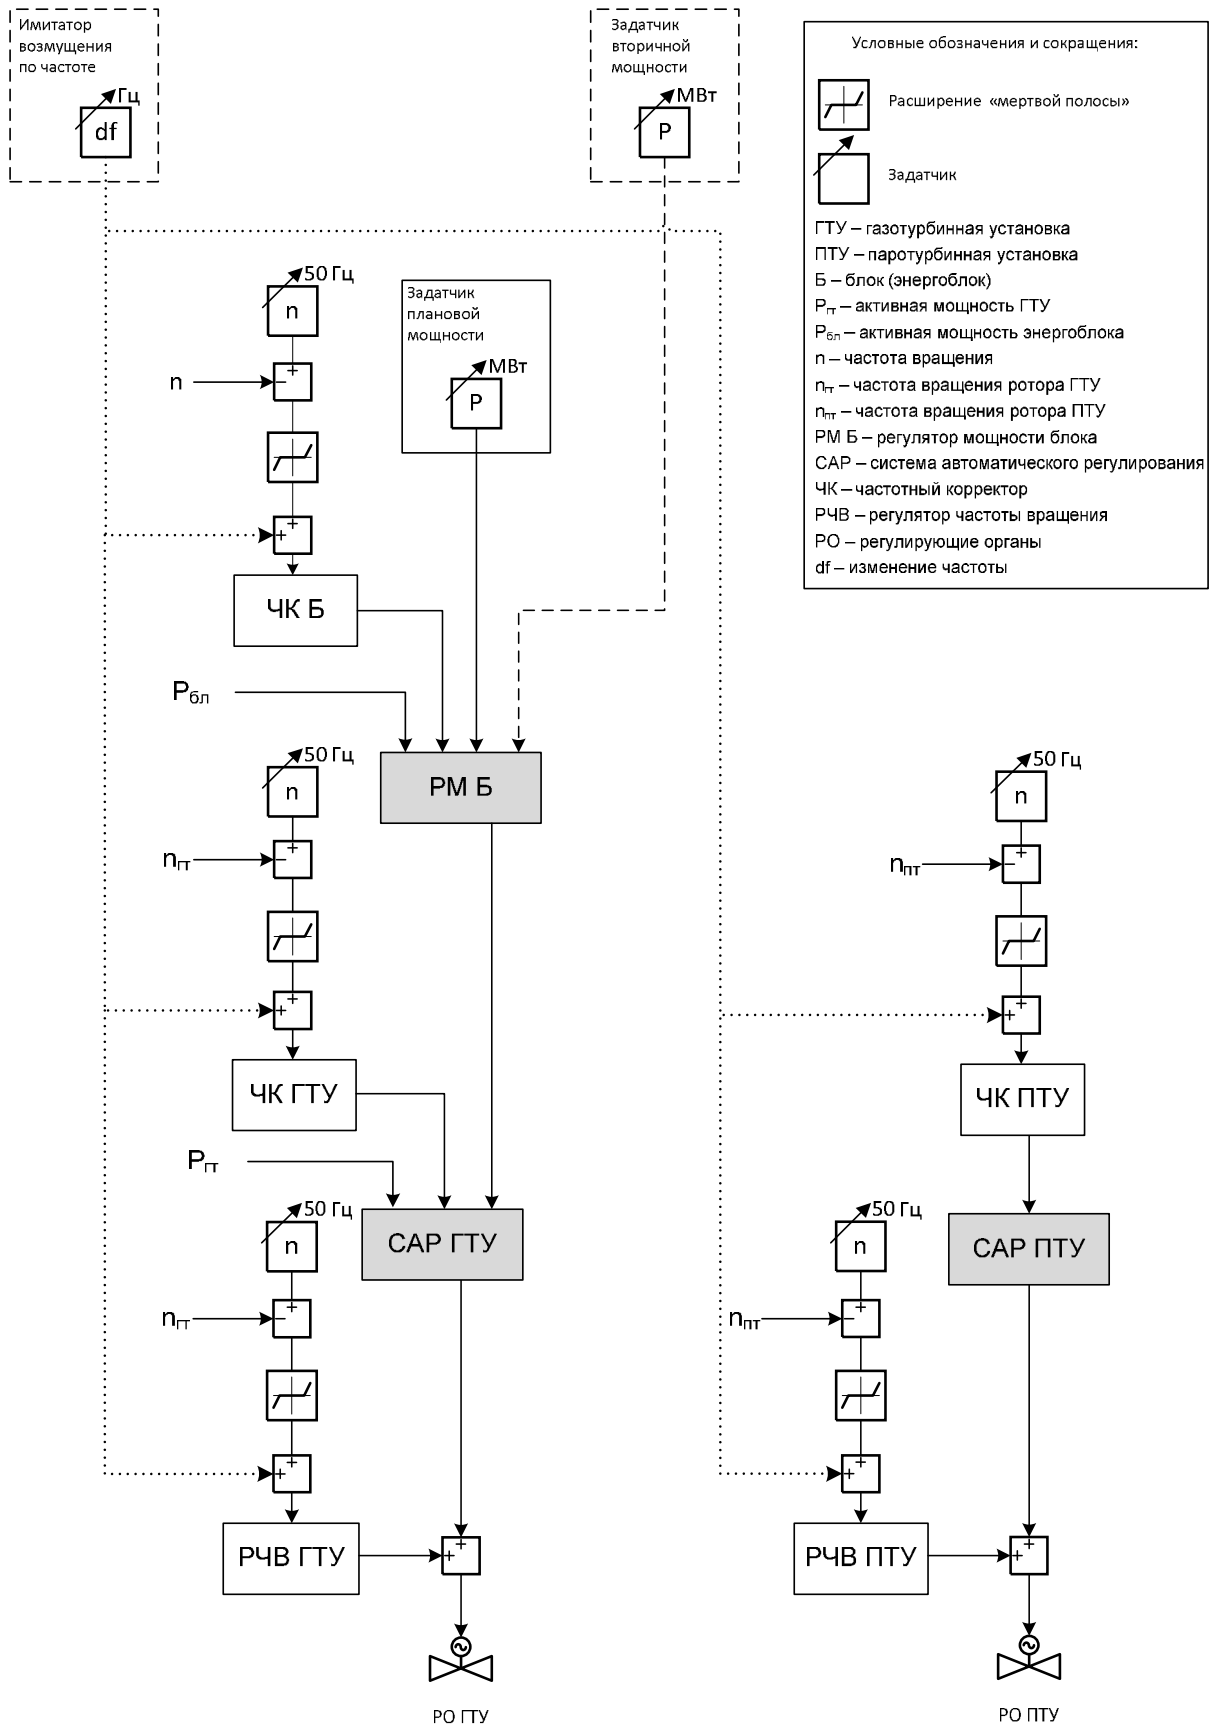 Имитатор
возмущения
по частоте
Гц
df
Задатчик
вторичной
мощности
МВт
P
Условные обозначения и сокращения:
Расширение «мертвой полосы»
Задатчик
ГТУ – газотурбинная установка
ПТУ – паротурбинная установка
Б – блок (энергоблок)
Pгт – активная мощность ГТУ
Pбл – активная мощность энергоблока
n – частота вращения
nгт – частота вращения ротора ГТУ
nпт – частота вращения ротора ПТУ
РМ Б – регулятор мощности блока
САР – система автоматического регулирования
ЧК – частотный корректор
РЧВ – регулятор частоты вращения
РО – регулирующие органы
df – изменение частоты
50 Гц
n
Задатчик
плановой
мощности
МВт
P
n
+
–
+
+
ЧК Б
Pбл
РМ Б
50 Гц
n
nгт
+
–
+
+
ЧК ГТУ
Pгт
САР ГТУ
50 Гц
n
nгт
+
–
+
+
РЧВ ГТУ
+
+
РО ГТУ
50 Гц
n
nпт
+
–
+
+
ЧК ПТУ
САР ПТУ
50 Гц
n
nпт
+
–
+
+
РЧВ ПТУ
+
+
РО ПТУ